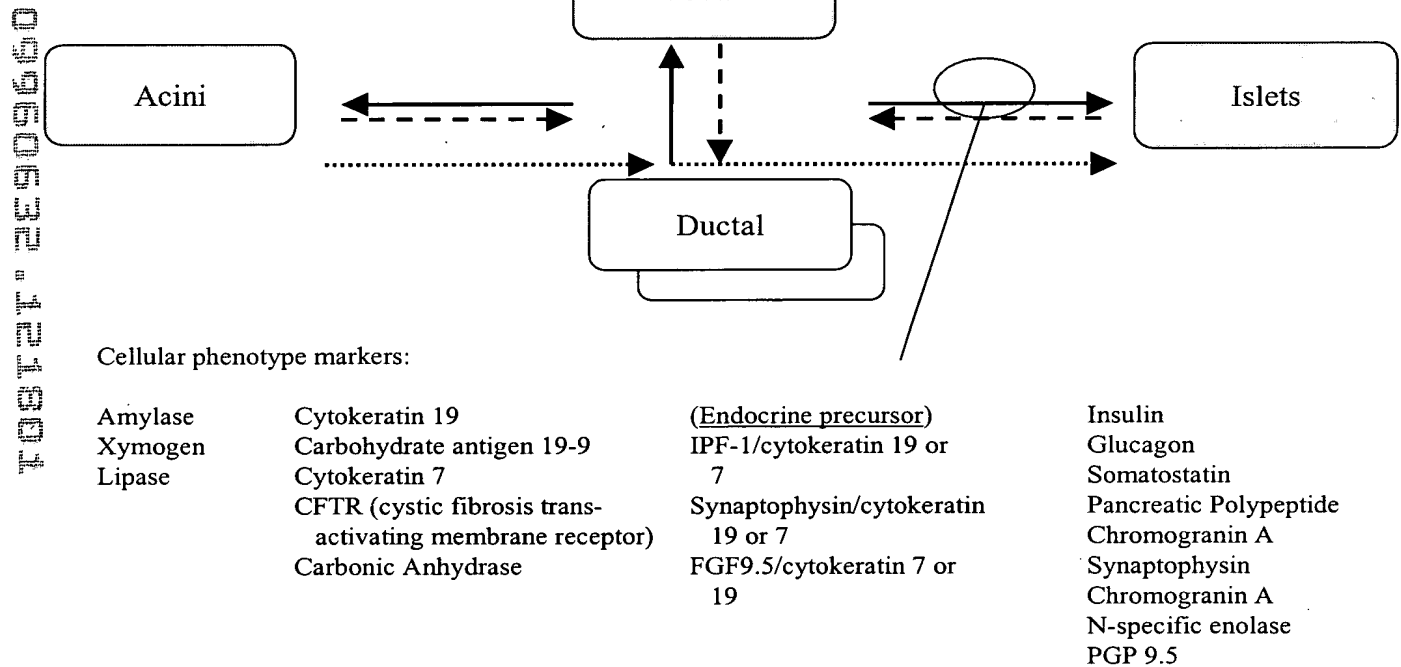 09960632.121801
Acini
Islets
Ductal
Cellular phenotype markers:
Amylase
Xymogen
Lipase
Cytokeratin 19
Carbohydrate antigen 19-9
Cytokeratin 7
CFTR (cystic fibrosis trans-
activating membrane receptor)
Carbonic Anhydrase
(Endocrine precursor)
IPF-1/cytokeratin 19 or
7
Synaptophysin/cytokeratin
19 or 7
FGF9.5/cytokeratin 7 or
19
Insulin
Glucagon
Somatostatin
Pancreatic Polypeptide
Chromogranin A
Synaptophysin
Chromogranin A
N-specific enolase
PGP 9.5